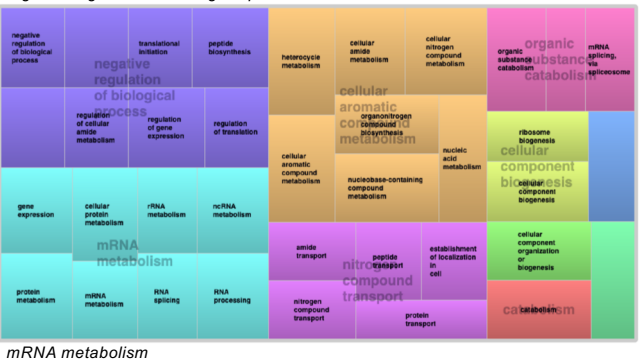 negative
regulation
of biological
process
translational
initiation
peptide
biosynthesis
negative
regulation
of biological
process
regulation
of cellular
amide
metabolism
regulation
of gene
expression
regulation
of translation
gene
expression
cellular
protein
metabolism
rRNA
metabolism
ncRNA
metabolism
mRNA
metabolism
protein
metabolism
mRNA
metabolism
RNA
splicing
RNA
processing
heterocycle
metabolism
cellular
amide
metabolism
cellular
nitrogen
compound
metabolism
cellular
aromatic
compound
metabolism
organonitrogen
compound
biosynthesis
cellular
aromatic
compound
metabolism
nucleobase-containing
compound
metabolism
nucleic
acid
metabolism
amide
transport
peptide
transport
establishment
of localization
in
cell
nitrogen
compound
transport
nitrogen
compound
transport
protein
transport
organic
substance
catabolism
organic
substance
catabolism
mRNA
splicing,
via
spliceosome
ribosome
biogenesis
cellular
component
biogenesis
cellular
component
biogenesis
cellular
component
organization
or
biogenesis
catabolism
catabolism
mRNA metabolism